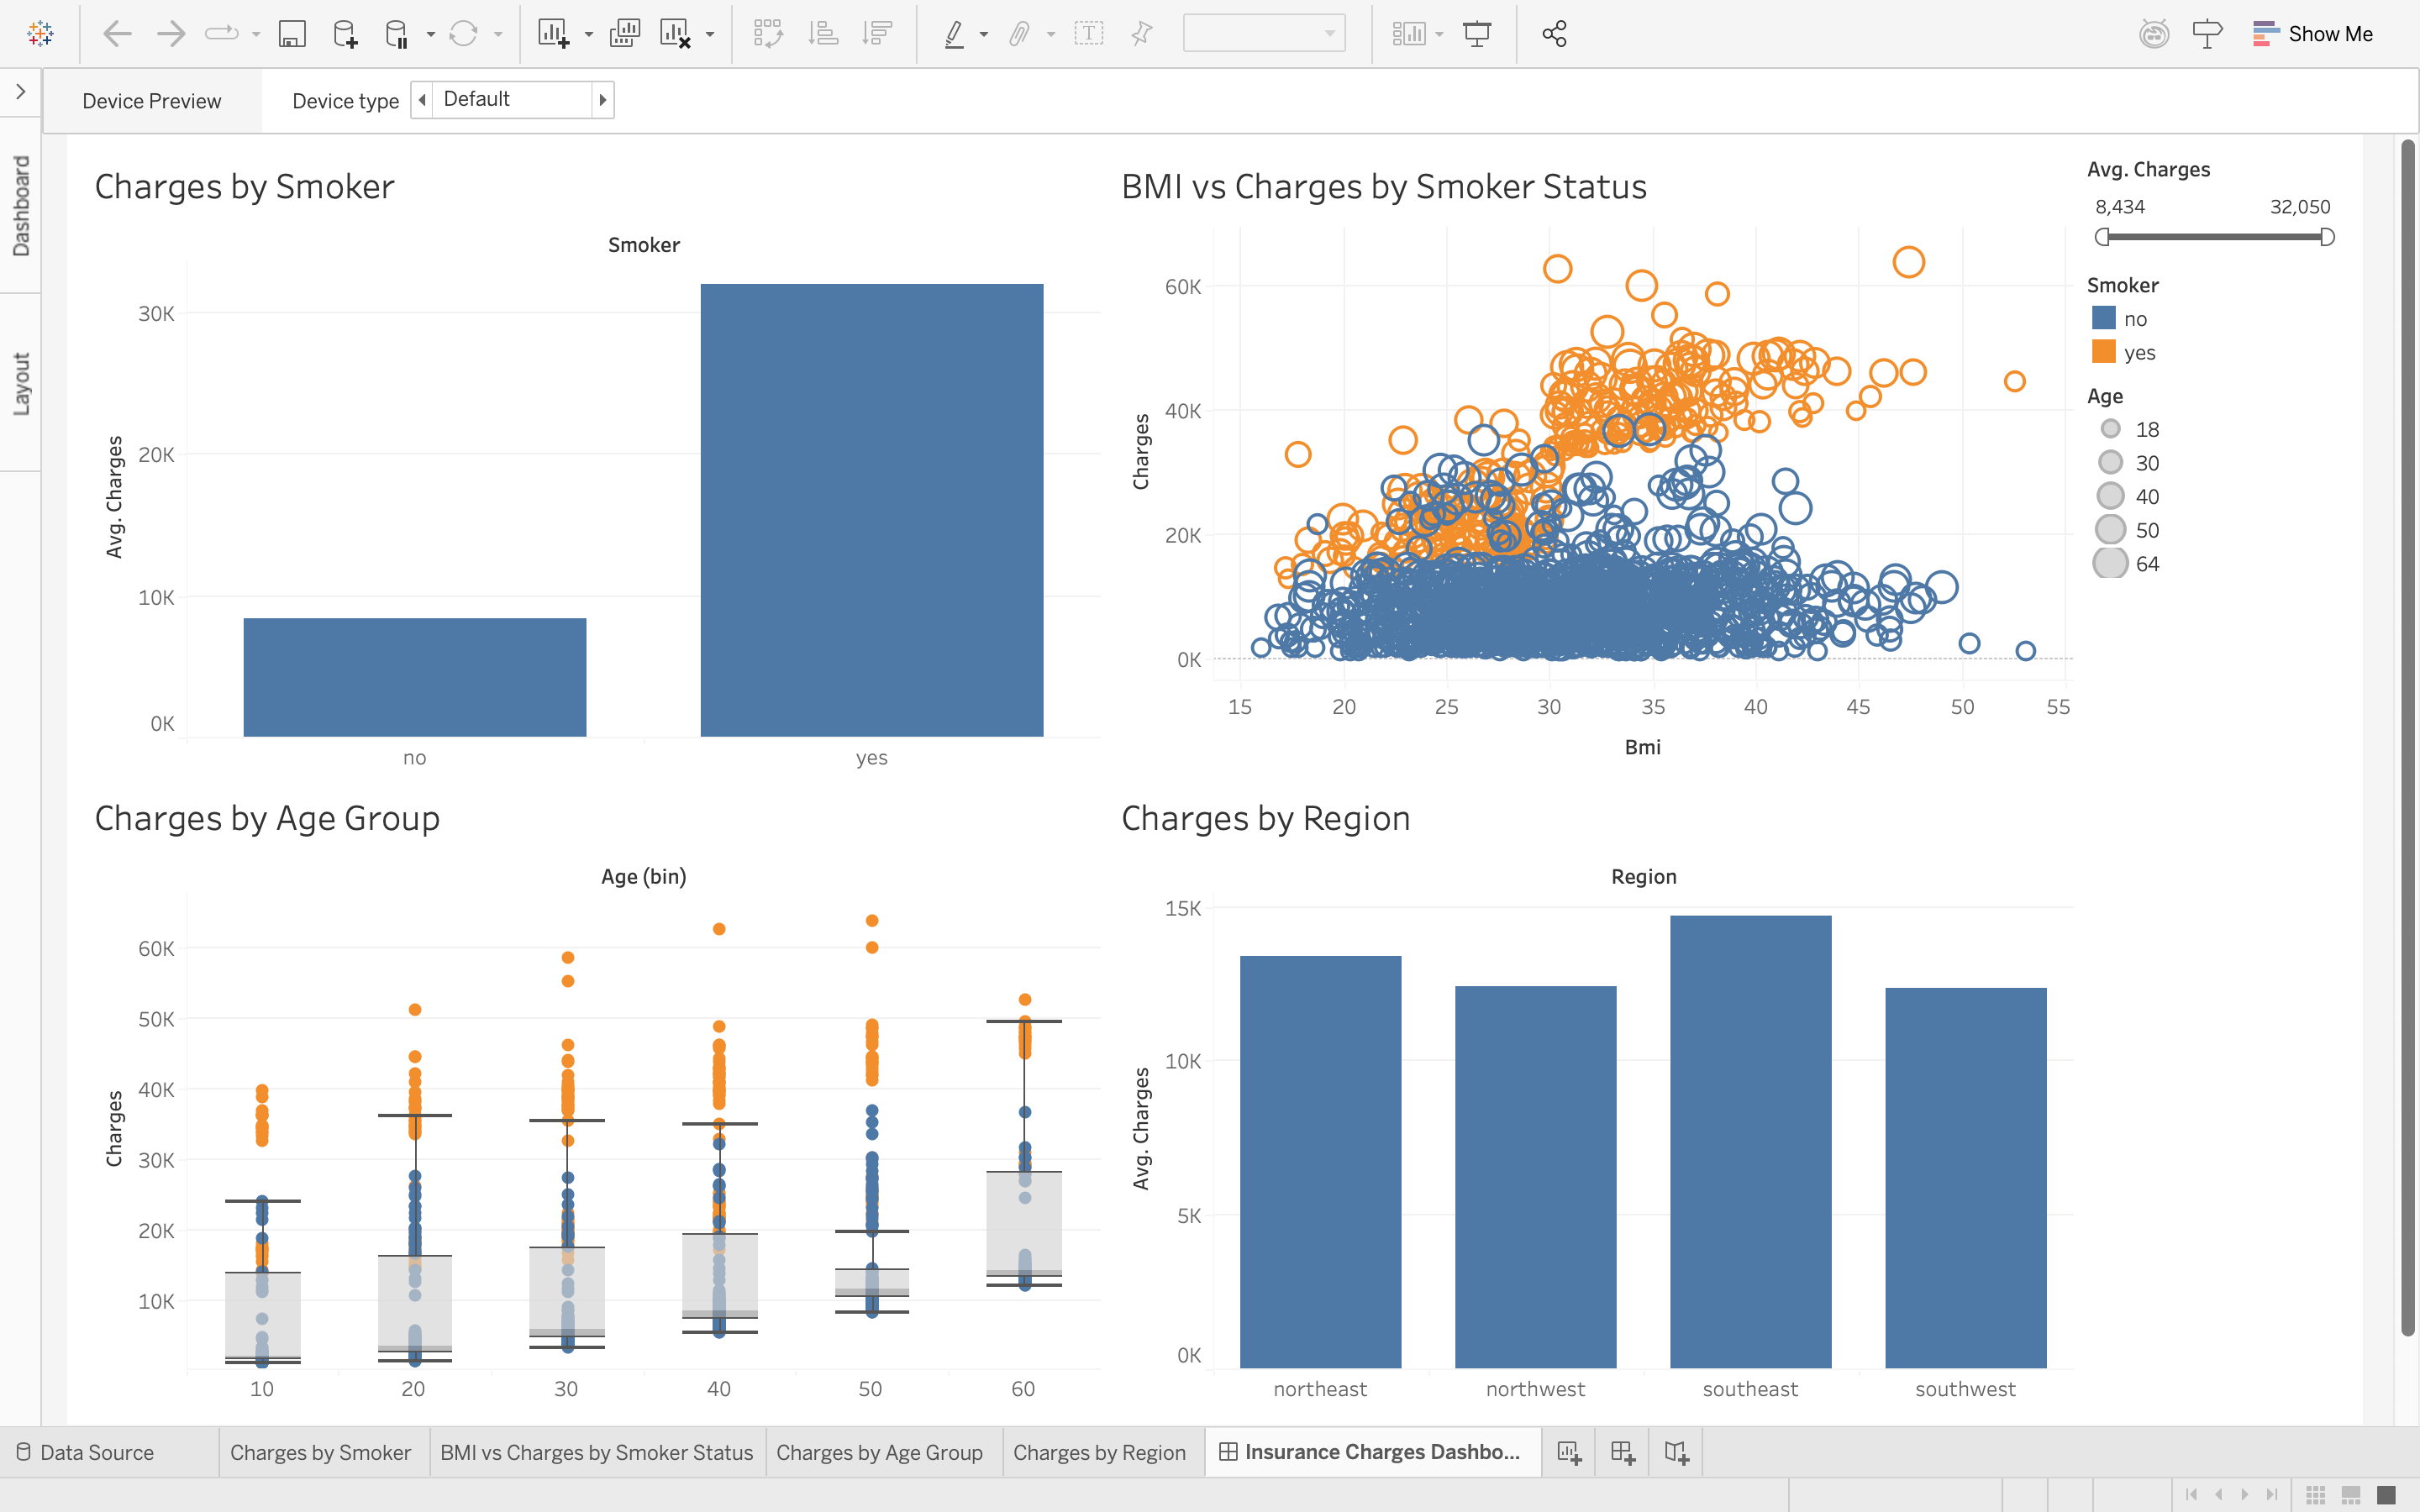 Show Me
Device Preview
Device type
Default
Dashboard
Layout
Charges by Smoker
Smoker
Avg. Charges
30K
20K
10K
0K
no
yes
BMI vs Charges by Smoker Status
Charges
60K
40K
20K
0K
15
20
25
30
35
40
45
50
55
Bmi
Avg. Charges
8,434
32,050
Smoker
no
yes
Age
18
30
40
50
64
Charges by Age Group
Age (bin)
Charges
60K
50K
40K
30K
20K
10K
10
20
30
40
50
60
Charges by Region
Region
Avg. Charges
15K
10K
5K
0K
northeast
northwest
southeast
southwest
Data Source
Charges by Smoker
BMI vs Charges by Smoker Status
Charges by Age Group
Charges by Region
Insurance Charges Dashbo...